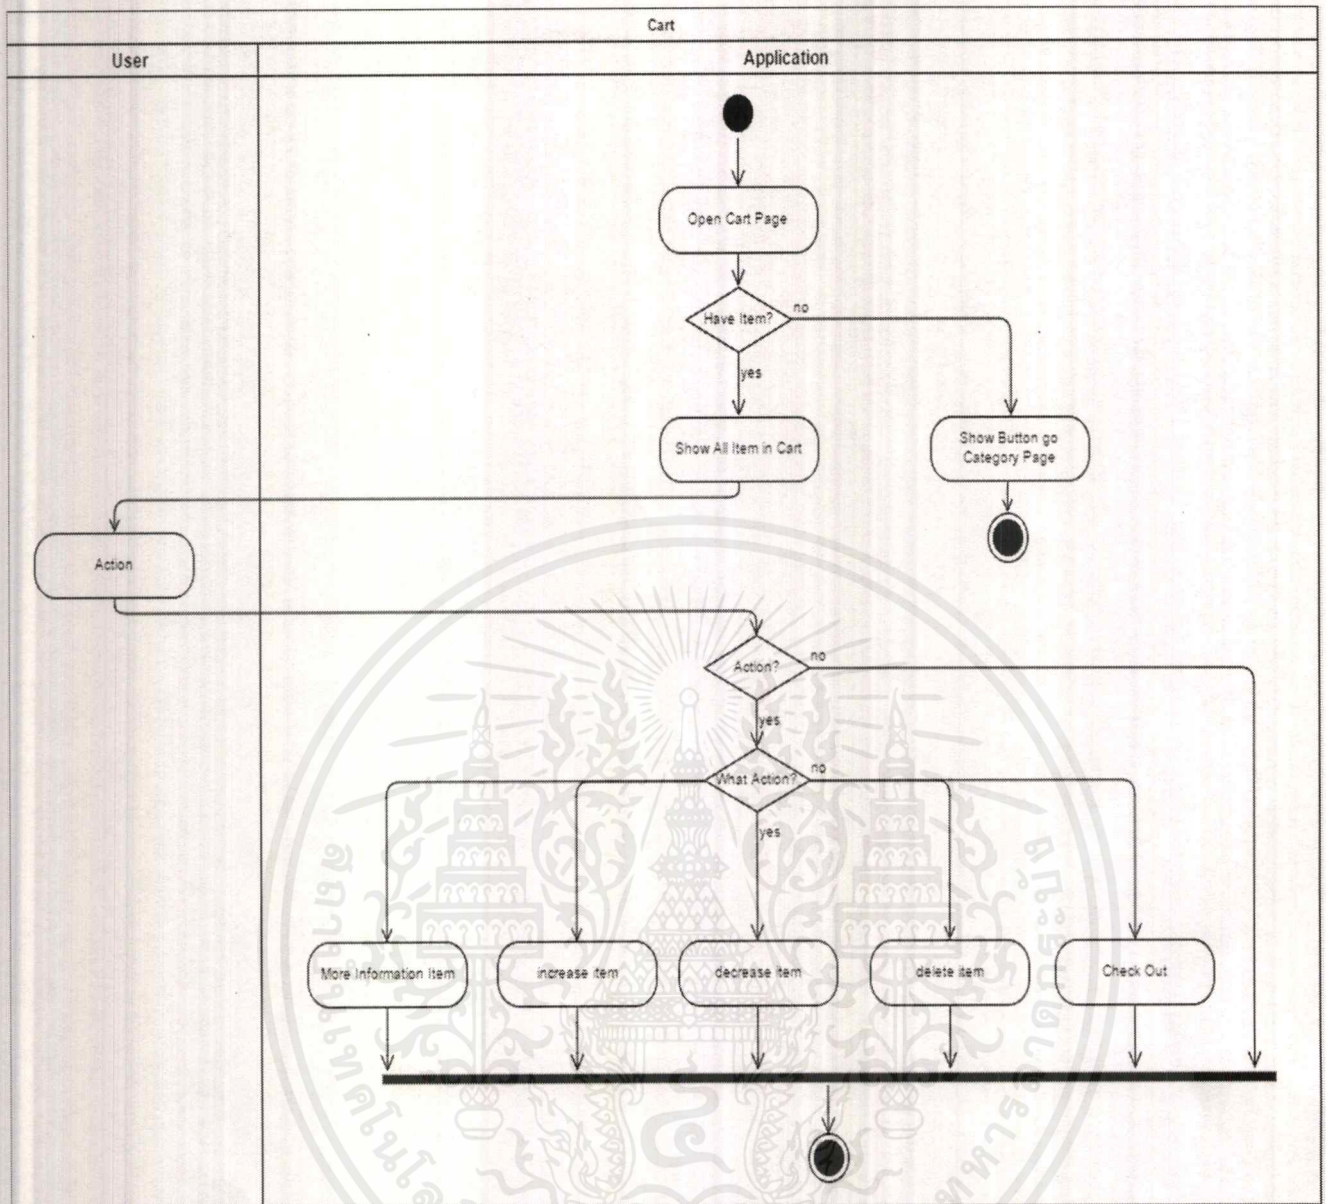 Cart
User
Application
Open Cart Page
Have Item?
no
yes
Show All Item in Cart
Show Button go
Category Page
Action
Action?
no
yes
What Action?
no
yes
More Information Item
increase item
decrease item
delete item
Check Out